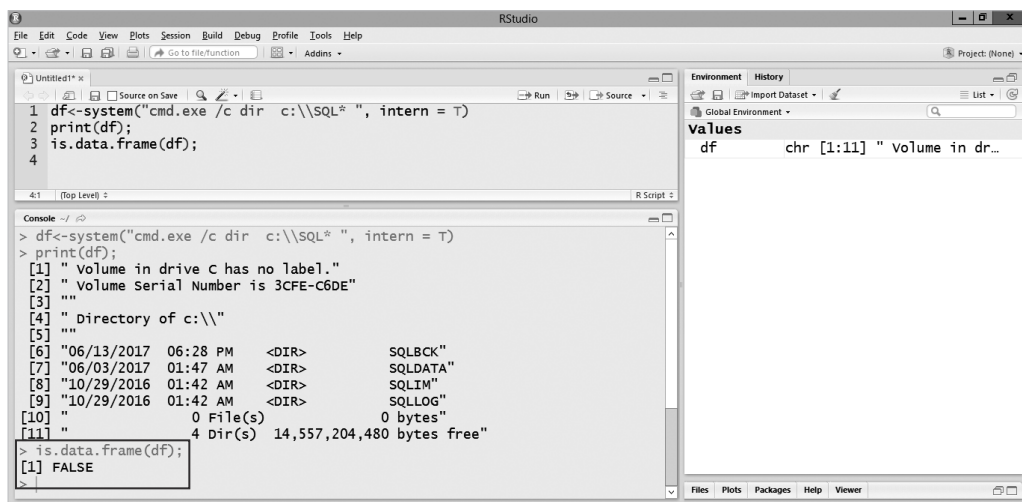 RStudio
File Edit Code View Plots Session Build Debug Profile Tools Help
Go to file/function Addins Project: (None)
Untitled1* ×
Source on Save Run Source
1 df<-system("cmd.exe /c dir  c:\\SQL* ", intern = T)
2 print(df);
3 is.data.frame(df);
4
4:1 (Top Level) R Script
Console ~/
> df<-system("cmd.exe /c dir  c:\\SQL* ", intern = T)
> print(df);
[1] " Volume in drive C has no label."
[2] " Volume Serial Number is 3CFE-C6DE"
[3] ""
[4] " Directory of c:\\"
[5] ""
[6] "06/13/2017  06:28 PM    <DIR>          SQLBCK"
[7] "06/03/2017  01:47 AM    <DIR>          SQLDATA"
[8] "10/29/2016  01:42 AM    <DIR>          SQLIM"
[9] "10/29/2016  01:42 AM    <DIR>          SQLLOG"
[10] "               0 File(s)              0 bytes"
[11] "               4 Dir(s)  14,557,204,480 bytes free"
> is.data.frame(df);
[1] FALSE
>
Environment History
Import Dataset List
Global Environment
Values
df chr [1:11] " Volume in dr…
Files Plots Packages Help Viewer